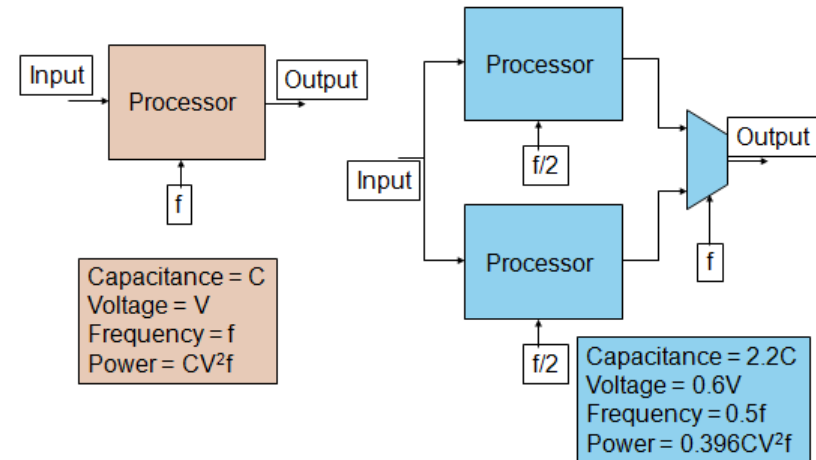 Input
Processor
Output
f
Capacitance = C
Voltage = V
Frequency = f
Power = CV²f
Processor
f/2
Input
Processor
f/2
Output
f
Capacitance = 2.2C
Voltage = 0.6V
Frequency = 0.5f
Power = 0.396CV²f